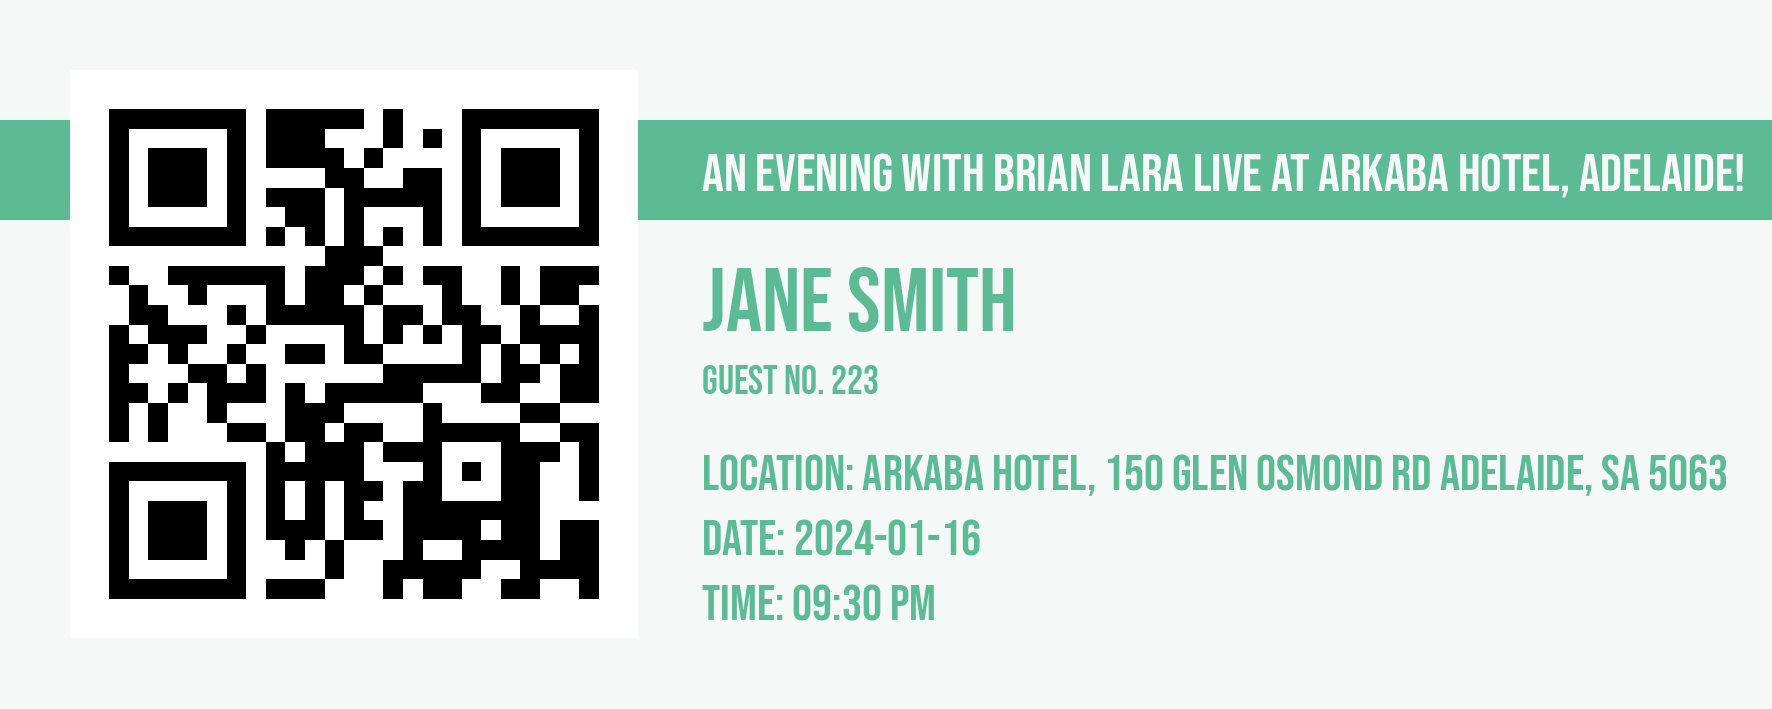 AN EVENING WITH BRIAN LARA LIVE AT ARKABA HOTEL, ADELAIDE!
JANE SMITH
GUEST NO. 223
LOCATION: ARKABA HOTEL, 150 GLEN OSMOND RD ADELAIDE, SA 5063
DATE: 2024-01-16
TIME: 09:30 PM